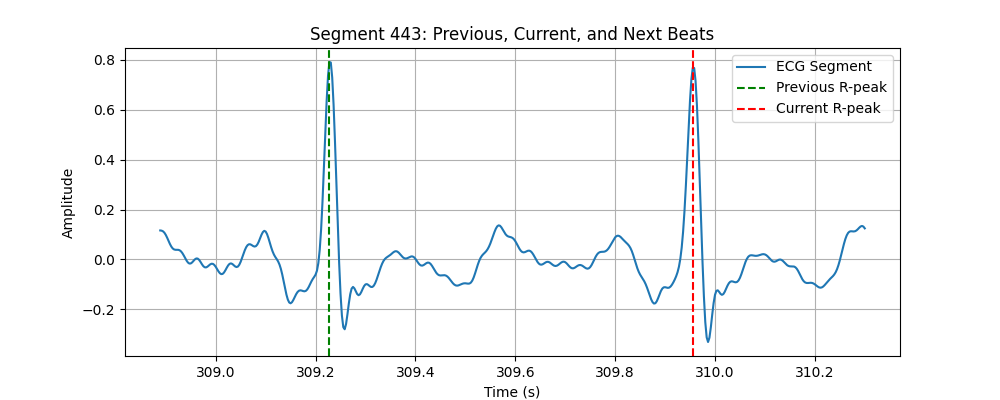 Segment 443: Previous, Current, and Next Beats
ECG Segment
Previous R-peak
Current R-peak
Amplitude
0.8
0.6
0.4
0.2
0.0
−0.2
309.0 309.2 309.4 309.6 309.8 310.0 310.2
Time (s)